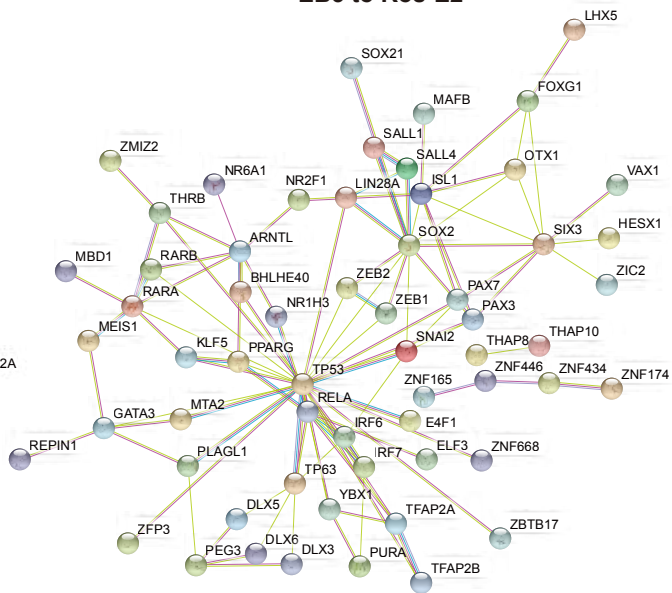 LHX5
SOX21
FOXG1
MAFB
SALL1
SALL4
OTX1
ZMIZ2
NR6A1
NR2F1
LIN28A
ISL1
VAX1
THRB
ARNTL
SOX2
SIX3
HESX1
RARB
MBD1
BHLHE40
ZEB2
ZIC2
RARA
NR1H3
ZEB1
PAX7
PAX3
MEIS1
KLF5
PPARG
SNAI2
THAP8
THAP10
2A
TP53
ZNF446
ZNF434
ZNF174
ZNF165
RELA
GATA3
MTA2
E4F1
IRF6
REPIN1
PLAGL1
IRF7
ELF3
ZNF668
TP63
DLX5
YBX1
TFAP2A
ZBTB17
ZFP3
DLX6
PEG3
DLX3
PURA
TFAP2B